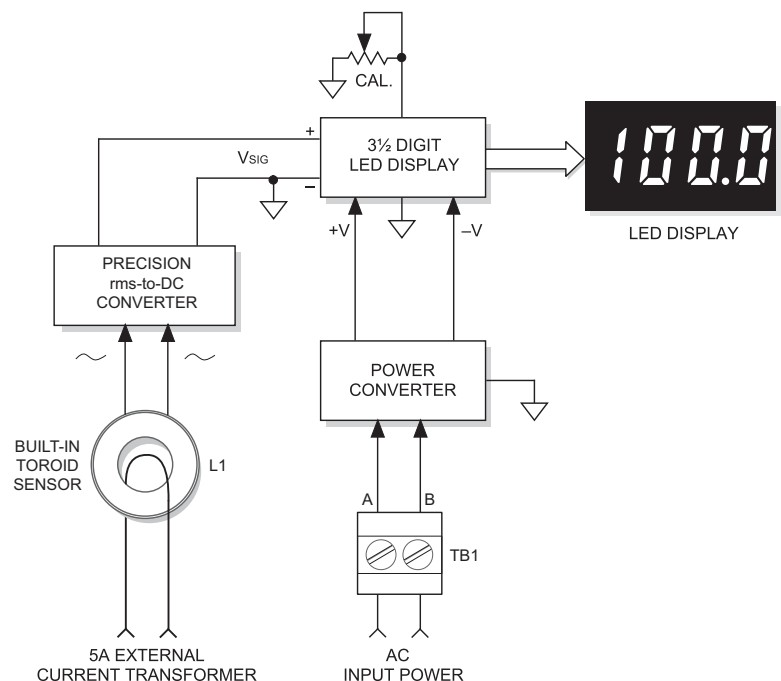 CAL.
+
VSIG
–
3½ DIGIT
LED DISPLAY
100.0
LED DISPLAY
+V
–V
PRECISION
rms-to-DC
CONVERTER
POWER
CONVERTER
BUILT-IN
TOROID
SENSOR
L1
A
B
TB1
5A EXTERNAL
CURRENT TRANSFORMER
AC
INPUT POWER